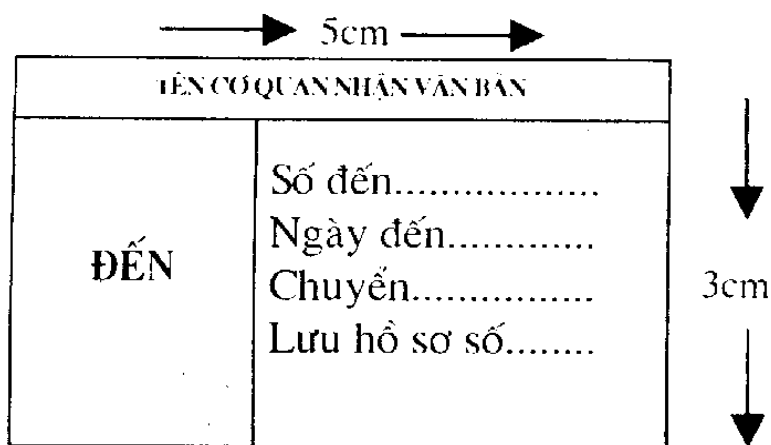 5cm
TÊN CƠ QUAN NHẬN VĂN BẢN
ĐẾN
Số đến..................
Ngày đến.............
Chuyển................
Lưu hồ sơ số........
3cm